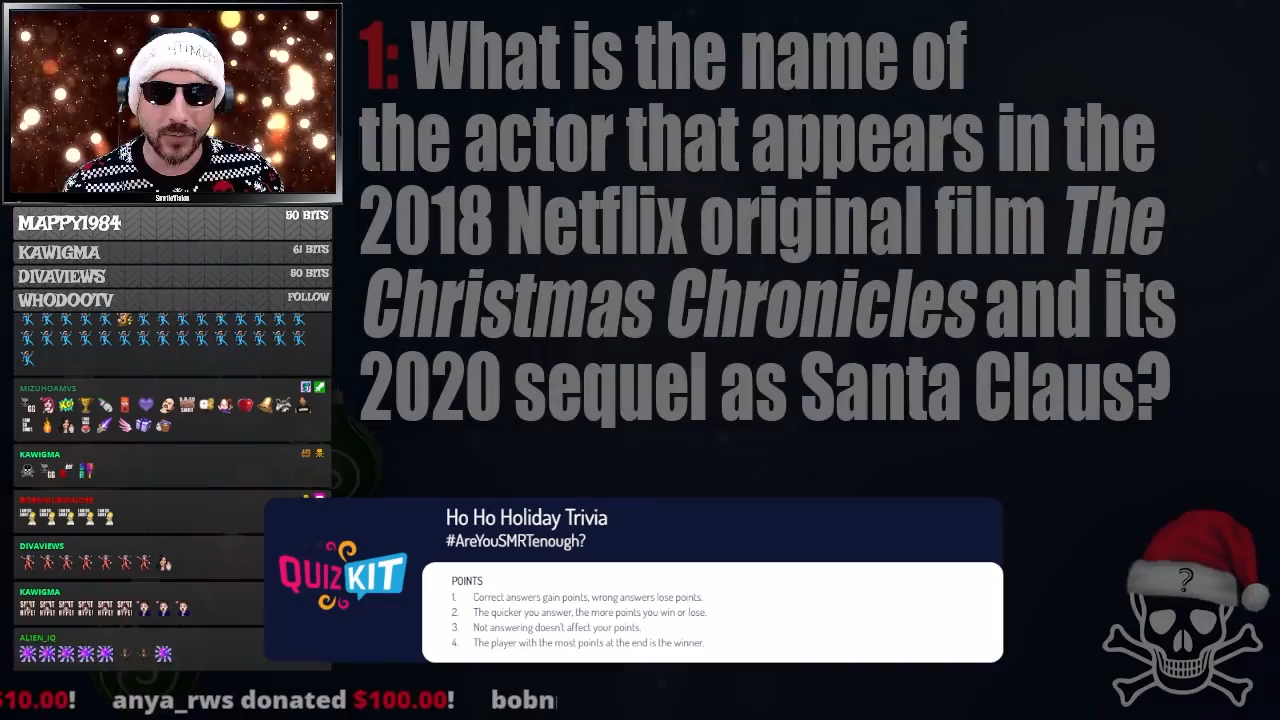 1: What is the name of
the actor that appears in the
2018 Netflix original film The
Christmas Chronicles and its
2020 sequel as Santa Claus?
MAPPY1984 50 BITS
KAWIGMA 61 BITS
DIVAVIEWS 50 BITS
WHODOOTV FOLLOW
MIZUHOAMVS
KAWIGMA
DIVAVIEWS
KAWIGMA
ALIEN_IQ
Ho Ho Holiday Trivia
#AreYouSMRTenough?
QUIZKIT
POINTS
1. Correct answers gain points, wrong answers lose points.
2. The quicker you answer, the more points you win or lose.
3. Not answering doesn't affect your points.
4. The player with the most points at the end is the winner.
?
$10.00! anya_rws donated $100.00! bobn